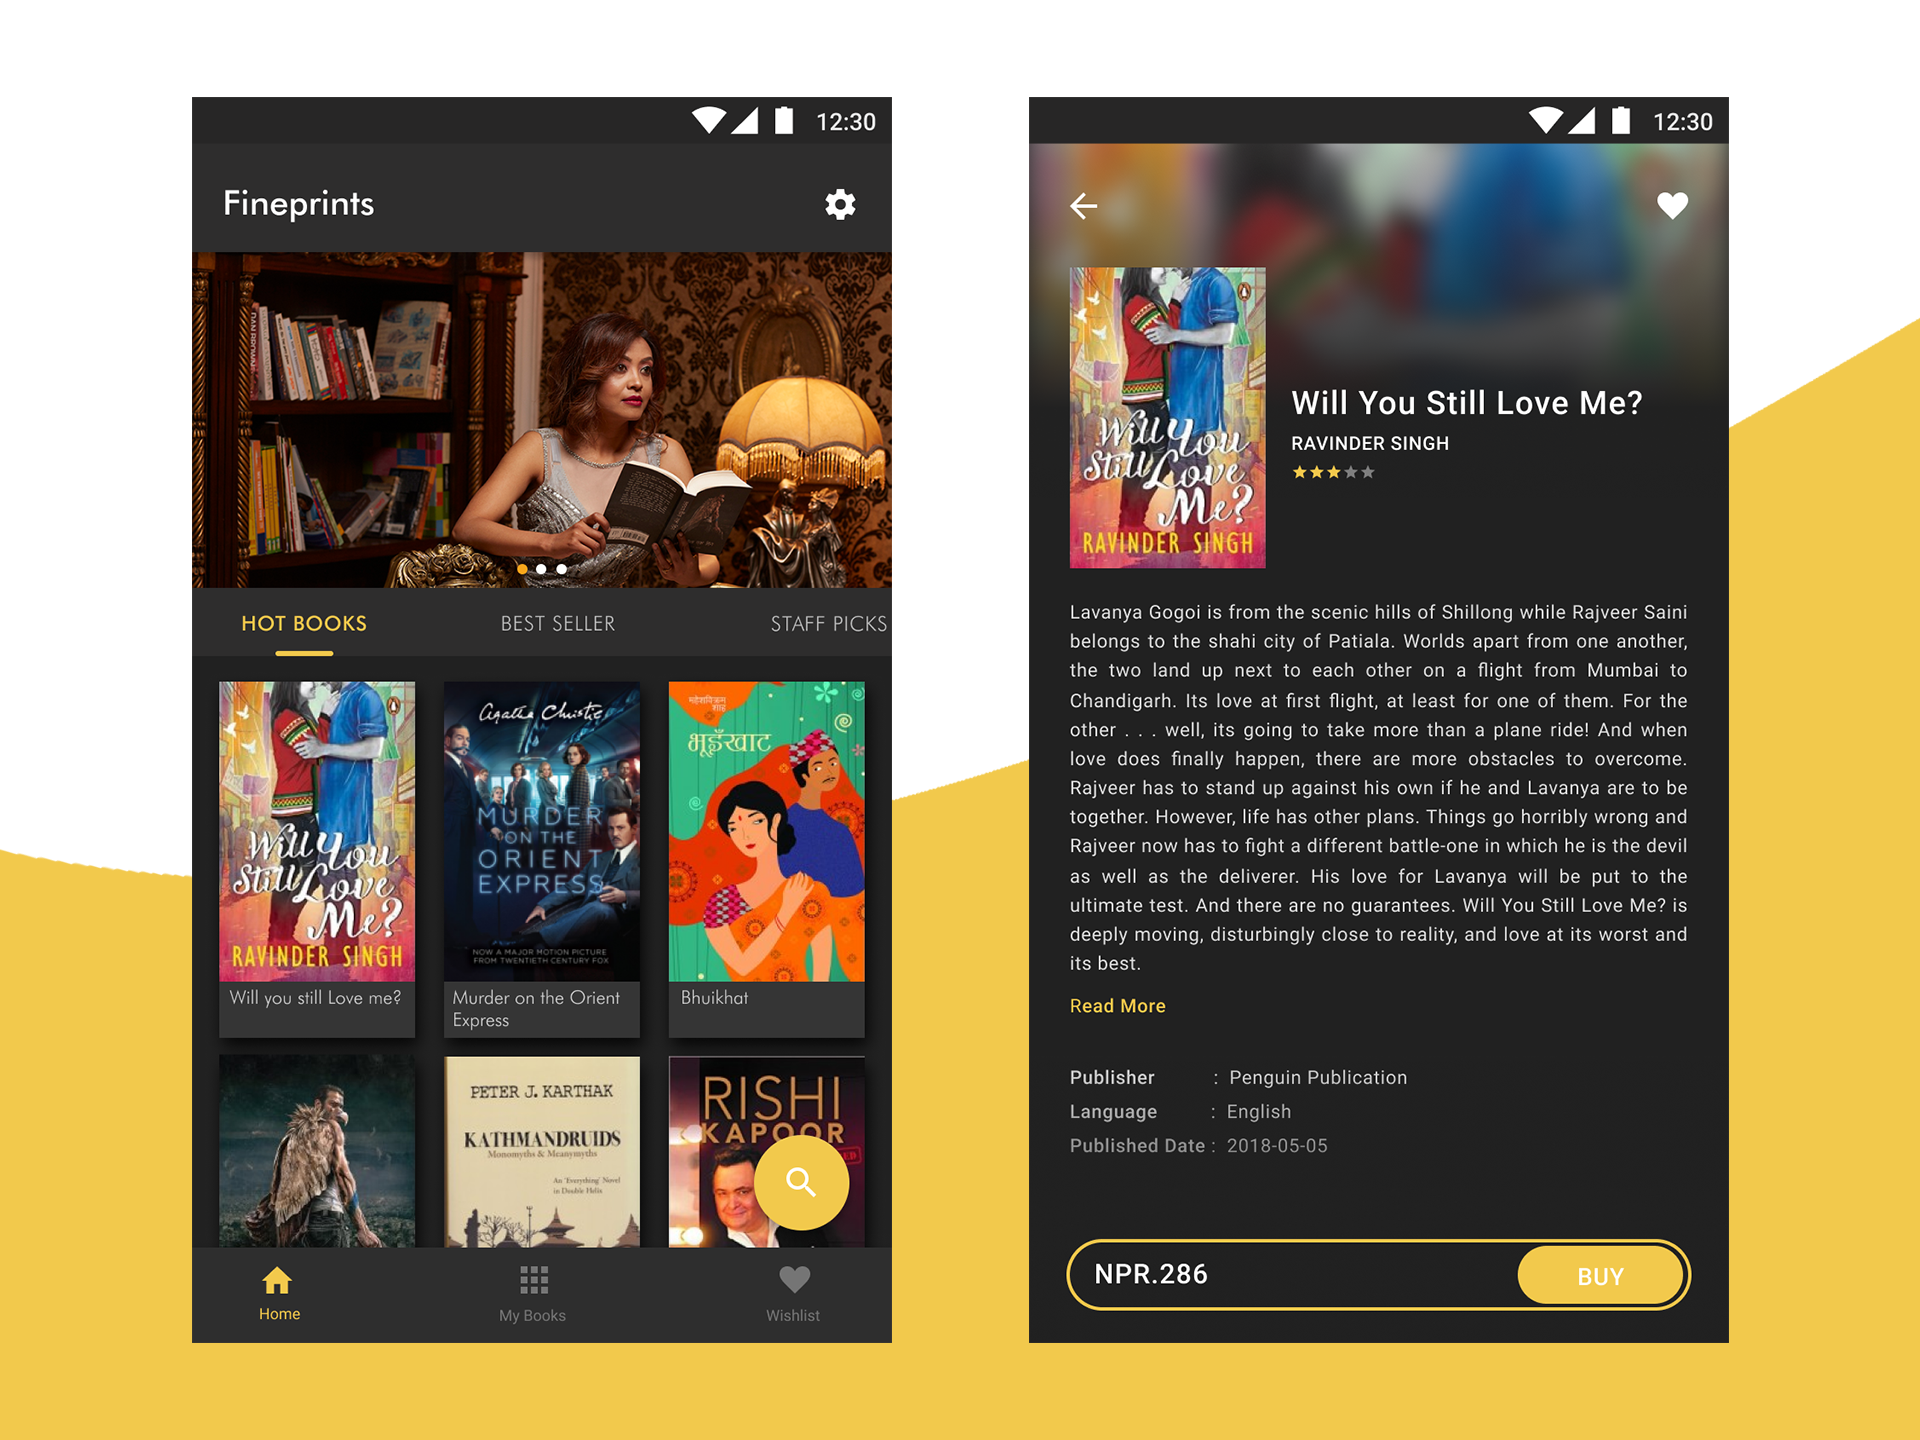 12:30
Fineprints
HOT BOOKS
BEST SELLER
STAFF PICKS
Will You
Still Love
Me?
RAVINDER SINGH
Will you still Love me?
Agatha Christie
MURDER
ON THE
ORIENT
EXPRESS
NOW A MAJOR MOTION PICTURE
FROM TWENTIETH CENTURY FOX
Murder on the Orient
Express
महेशविक्रम
शाह
भूइँखाट
Bhuikhat
PETER J. KARTHAK
KATHMANDRUIDS
Monomyths & Meanymyths
An 'Everything' Novel
in Double Helix
RISHI
KAPOOR
Home
My Books
Wishlist
12:30
Will You
Still Love
Me?
RAVINDER SINGH
Will You Still Love Me?
RAVINDER SINGH
Lavanya Gogoi is from the scenic hills of Shillong while Rajveer Saini
belongs to the shahi city of Patiala. Worlds apart from one another,
the two land up next to each other on a flight from Mumbai to
Chandigarh. Its love at first flight, at least for one of them. For the
other . . . well, its going to take more than a plane ride! And when
love does finally happen, there are more obstacles to overcome.
Rajveer has to stand up against his own if he and Lavanya are to be
together. However, life has other plans. Things go horribly wrong and
Rajveer now has to fight a different battle-one in which he is the devil
as well as the deliverer. His love for Lavanya will be put to the
ultimate test. And there are no guarantees. Will You Still Love Me? is
deeply moving, disturbingly close to reality, and love at its worst and
its best.
Read More
Publisher : Penguin Publication
Language : English
Published Date : 2018-05-05
NPR.286
BUY